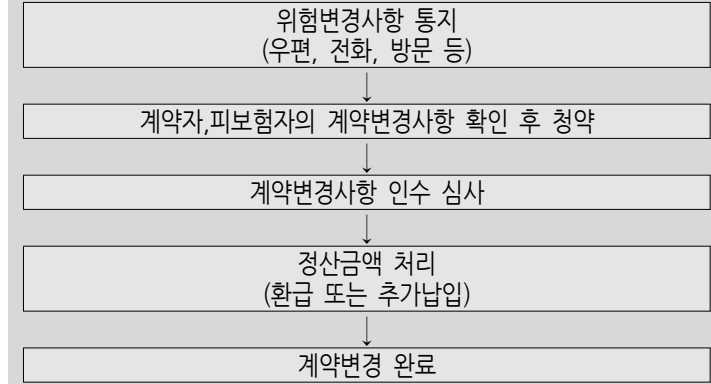 위험변경사항 통지
(우편, 전화, 방문 등)
↓
계약자,피보험자의 계약변경사항 확인 후 청약
↓
계약변경사항 인수 심사
↓
정산금액 처리
(환급 또는 추가납입)
↓
계약변경 완료